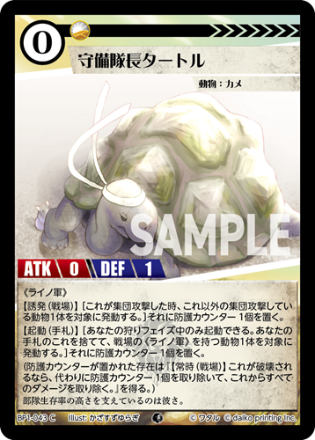 0
守備隊長タートル
動物：カメ
SAMPLE
ATK 0 DEF 1
《ライノ軍》
【誘発（戦場）】［これが集団攻撃した時、これ以外の集団攻撃してい
る動物1体を対象に発動する。］それに防護カウンター1個を置く。
【起動（手札）】［あなたの狩りフェイズ中のみ起動できる。あなたの
手札のこれを捨てて、戦場の《ライノ軍》を持つ動物1体を対象に発
動する。］それに防護カウンター1個を置く。
（防護カウンターが置かれた存在は「【常時（戦場）】これが破壊され
るなら、代わりに防護カウンター1個を取り除いて、これからすべて
のダメージを取り除く。」を得る。）
部隊生存率の高さを支えているのは彼さ。
BP1-043 C Illust：かざすずゆらぎ © ワタル © daiko printing inc.